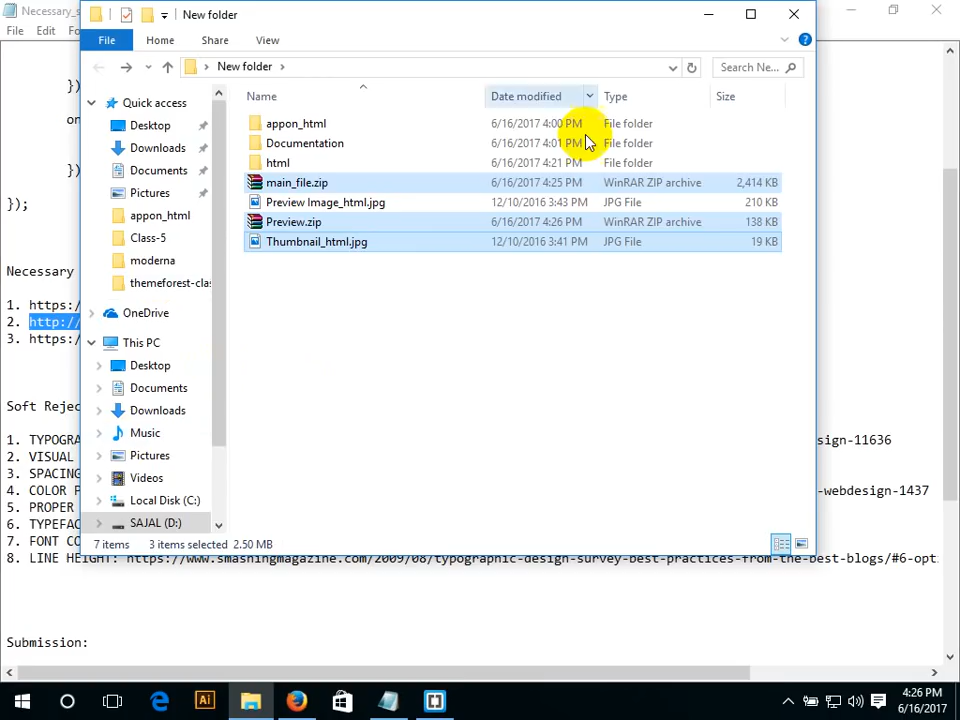 Necessary_s
New folder
File Edit Fo
File Home Share View
New folder
Search Ne...
Name Date modified Type Size
Quick access
Desktop
Downloads
Documents
Pictures
appon_html
Class-5
moderna
themeforest-clas
OneDrive
This PC
Desktop
Documents
Downloads
Music
Pictures
Videos
Local Disk (C:)
SAJAL (D:)
appon_html 6/16/2017 4:00 PM File folder
Documentation 6/16/2017 4:01 PM File folder
html 6/16/2017 4:21 PM File folder
main_file.zip 6/16/2017 4:25 PM WinRAR ZIP archive 2,414 KB
Preview Image_html.jpg 12/10/2016 3:43 PM JPG File 210 KB
Preview.zip 6/16/2017 4:26 PM WinRAR ZIP archive 138 KB
Thumbnail_html.jpg 12/10/2016 3:41 PM JPG File 19 KB
7 items 3 items selected 2.50 MB
})
on
})
});
Necessary
1. https:/
2. http://
3. https:/
Soft Rejec
1. TYPOGRA sign-11636
2. VISUAL
3. SPACING
4. COLOR P -webdesign-1437
5. PROPER
6. TYPEFAC
7. FONT CO
8. LINE HEIGHT: https://www.smashingmagazine.com/2009/08/typographic-design-survey-best-practices-from-the-best-blogs/#6-opt
Submission:
Ai
4:26 PM
6/16/2017